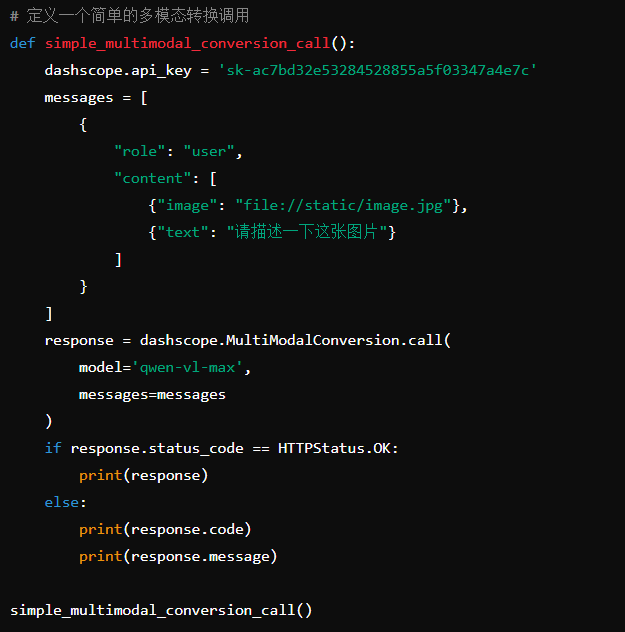 # 定义一个简单的多模态转换调用
def simple_multimodal_conversion_call():
    dashscope.api_key = 'sk-ac7bd32e53284528855a5f03347a4e7c'
    messages = [
        {
            "role": "user",
            "content": [
                {"image": "file://static/image.jpg"},
                {"text": "请描述一下这张图片"}
            ]
        }
    ]
    response = dashscope.MultiModalConversion.call(
        model='qwen-vl-max',
        messages=messages
    )
    if response.status_code == HTTPStatus.OK:
        print(response)
    else:
        print(response.code)
        print(response.message)

simple_multimodal_conversion_call()